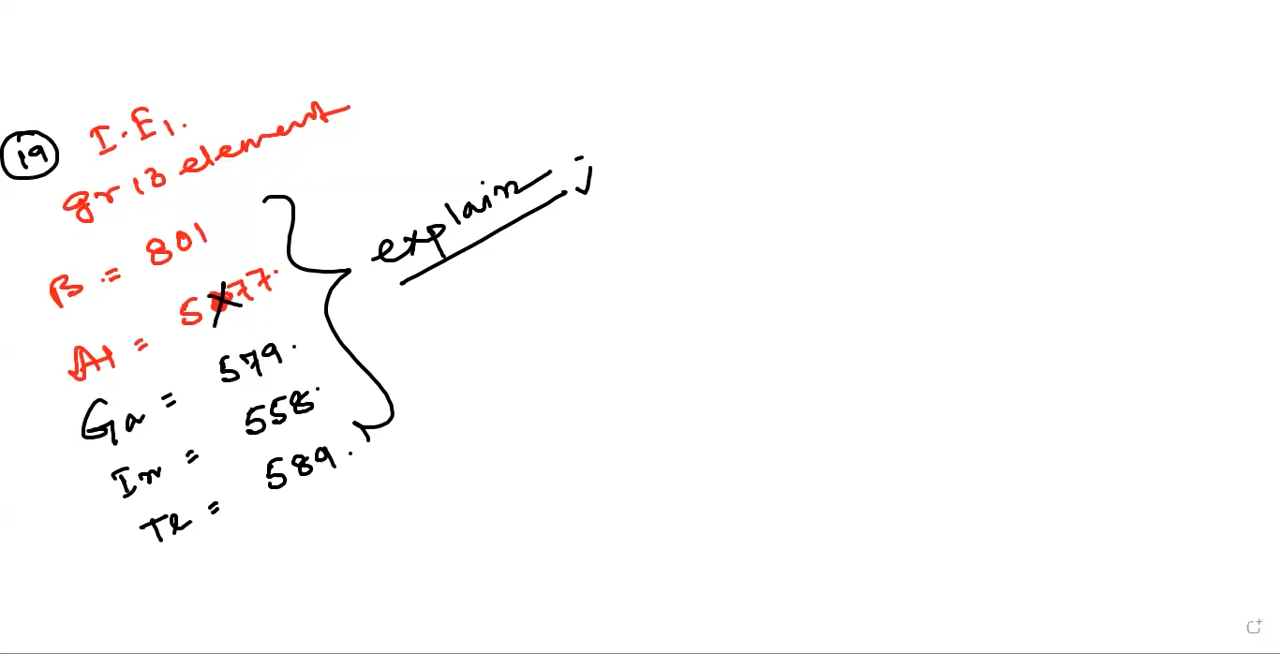 19
I.E1.
gr 13 element
B = 801
Al = 577.
Ga = 579.
In = 558.
Tl = 589.
explain j